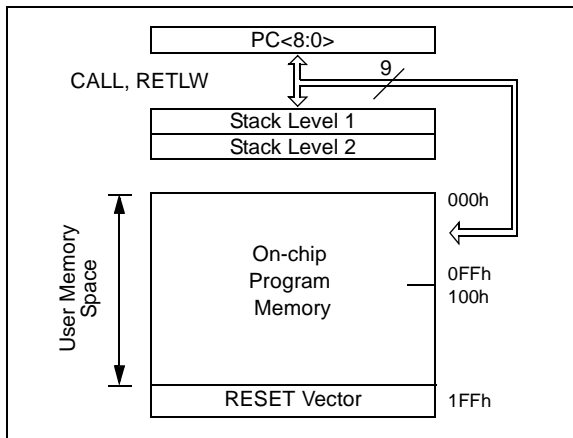 PC<8:0>
CALL, RETLW
9
Stack Level 1
Stack Level 2
000h
User Memory
Space
On-chip
Program
Memory
0FFh
100h
RESET Vector
1FFh